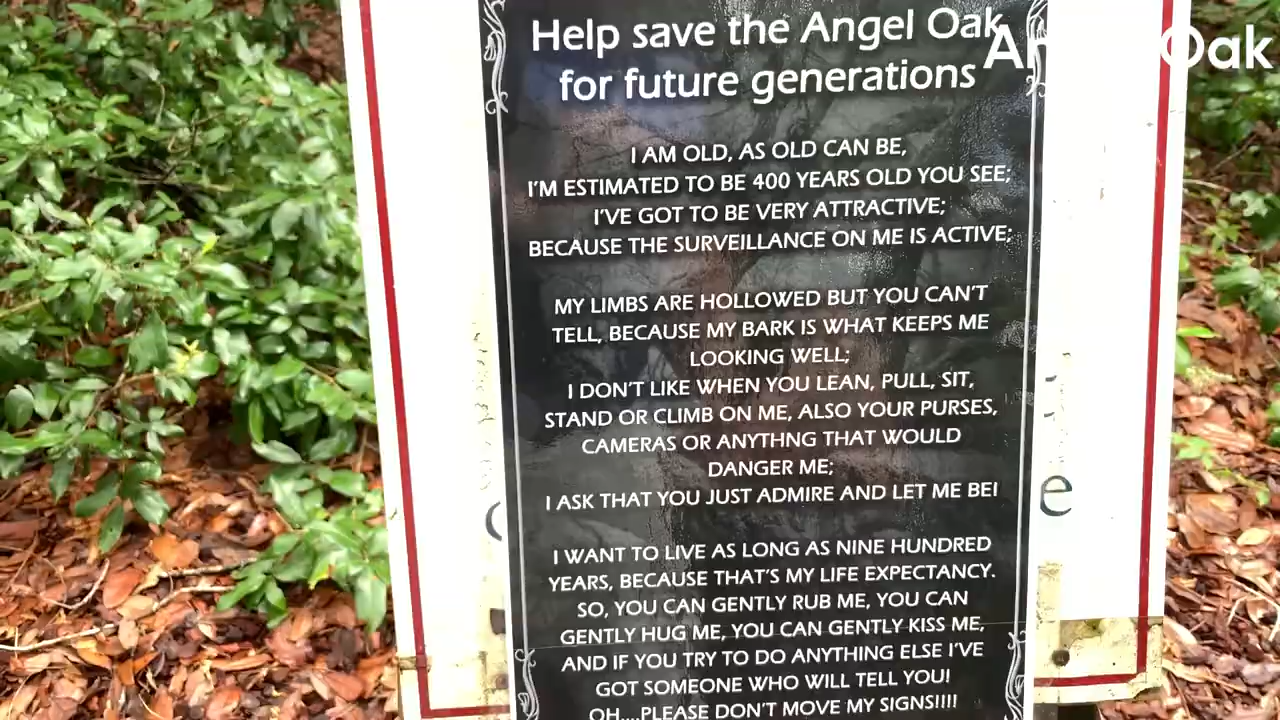 Help save the Angel Oak
for future generations
Oak
I AM OLD, AS OLD CAN BE,
I'M ESTIMATED TO BE 400 YEARS OLD YOU SEE;
I'VE GOT TO BE VERY ATTRACTIVE;
BECAUSE THE SURVEILLANCE ON ME IS ACTIVE;
MY LIMBS ARE HOLLOWED BUT YOU CAN'T
TELL, BECAUSE MY BARK IS WHAT KEEPS ME
LOOKING WELL;
I DON'T LIKE WHEN YOU LEAN, PULL, SIT,
STAND OR CLIMB ON ME, ALSO YOUR PURSES,
CAMERAS OR ANYTHNG THAT WOULD
DANGER ME;
I ASK THAT YOU JUST ADMIRE AND LET ME BE!
I WANT TO LIVE AS LONG AS NINE HUNDRED
YEARS, BECAUSE THAT'S MY LIFE EXPECTANCY.
SO, YOU CAN GENTLY RUB ME, YOU CAN
GENTLY HUG ME, YOU CAN GENTLY KISS ME,
AND IF YOU TRY TO DO ANYTHING ELSE I'VE
GOT SOMEONE WHO WILL TELL YOU!
OH....PLEASE DON'T MOVE MY SIGNS!!!!